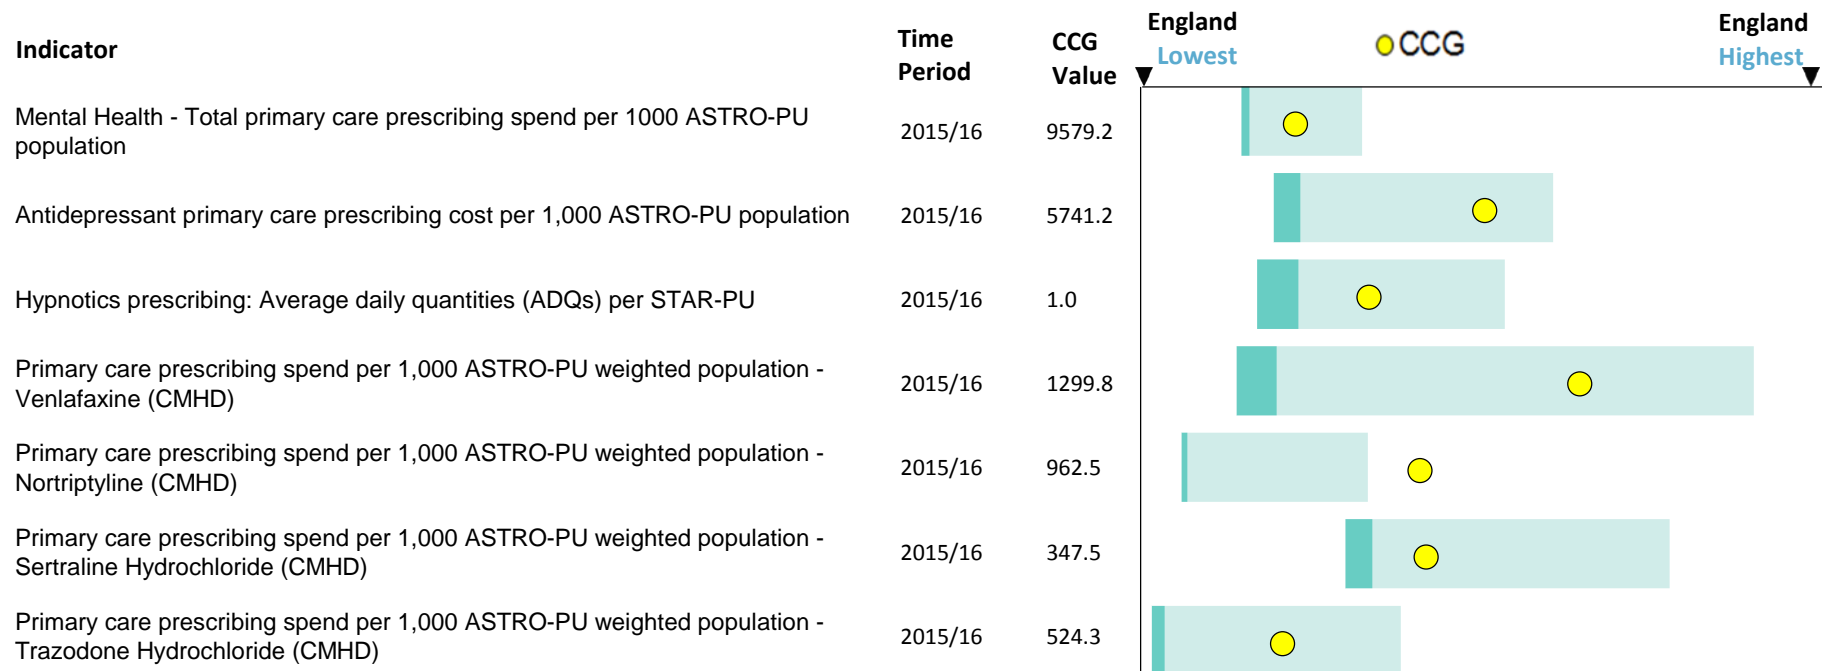 Indicator
Time
Period
CCG
Value
England
Lowest
CCG
England
Highest
Mental Health - Total primary care prescribing spend per 1000 ASTRO-PU
population
2015/16
9579.2
Antidepressant primary care prescribing cost per 1,000 ASTRO-PU population
2015/16
5741.2
Hypnotics prescribing: Average daily quantities (ADQs) per STAR-PU
2015/16
1.0
Primary care prescribing spend per 1,000 ASTRO-PU weighted population -
Venlafaxine (CMHD)
2015/16
1299.8
Primary care prescribing spend per 1,000 ASTRO-PU weighted population -
Nortriptyline (CMHD)
2015/16
962.5
Primary care prescribing spend per 1,000 ASTRO-PU weighted population -
Sertraline Hydrochloride (CMHD)
2015/16
347.5
Primary care prescribing spend per 1,000 ASTRO-PU weighted population -
Trazodone Hydrochloride (CMHD)
2015/16
524.3